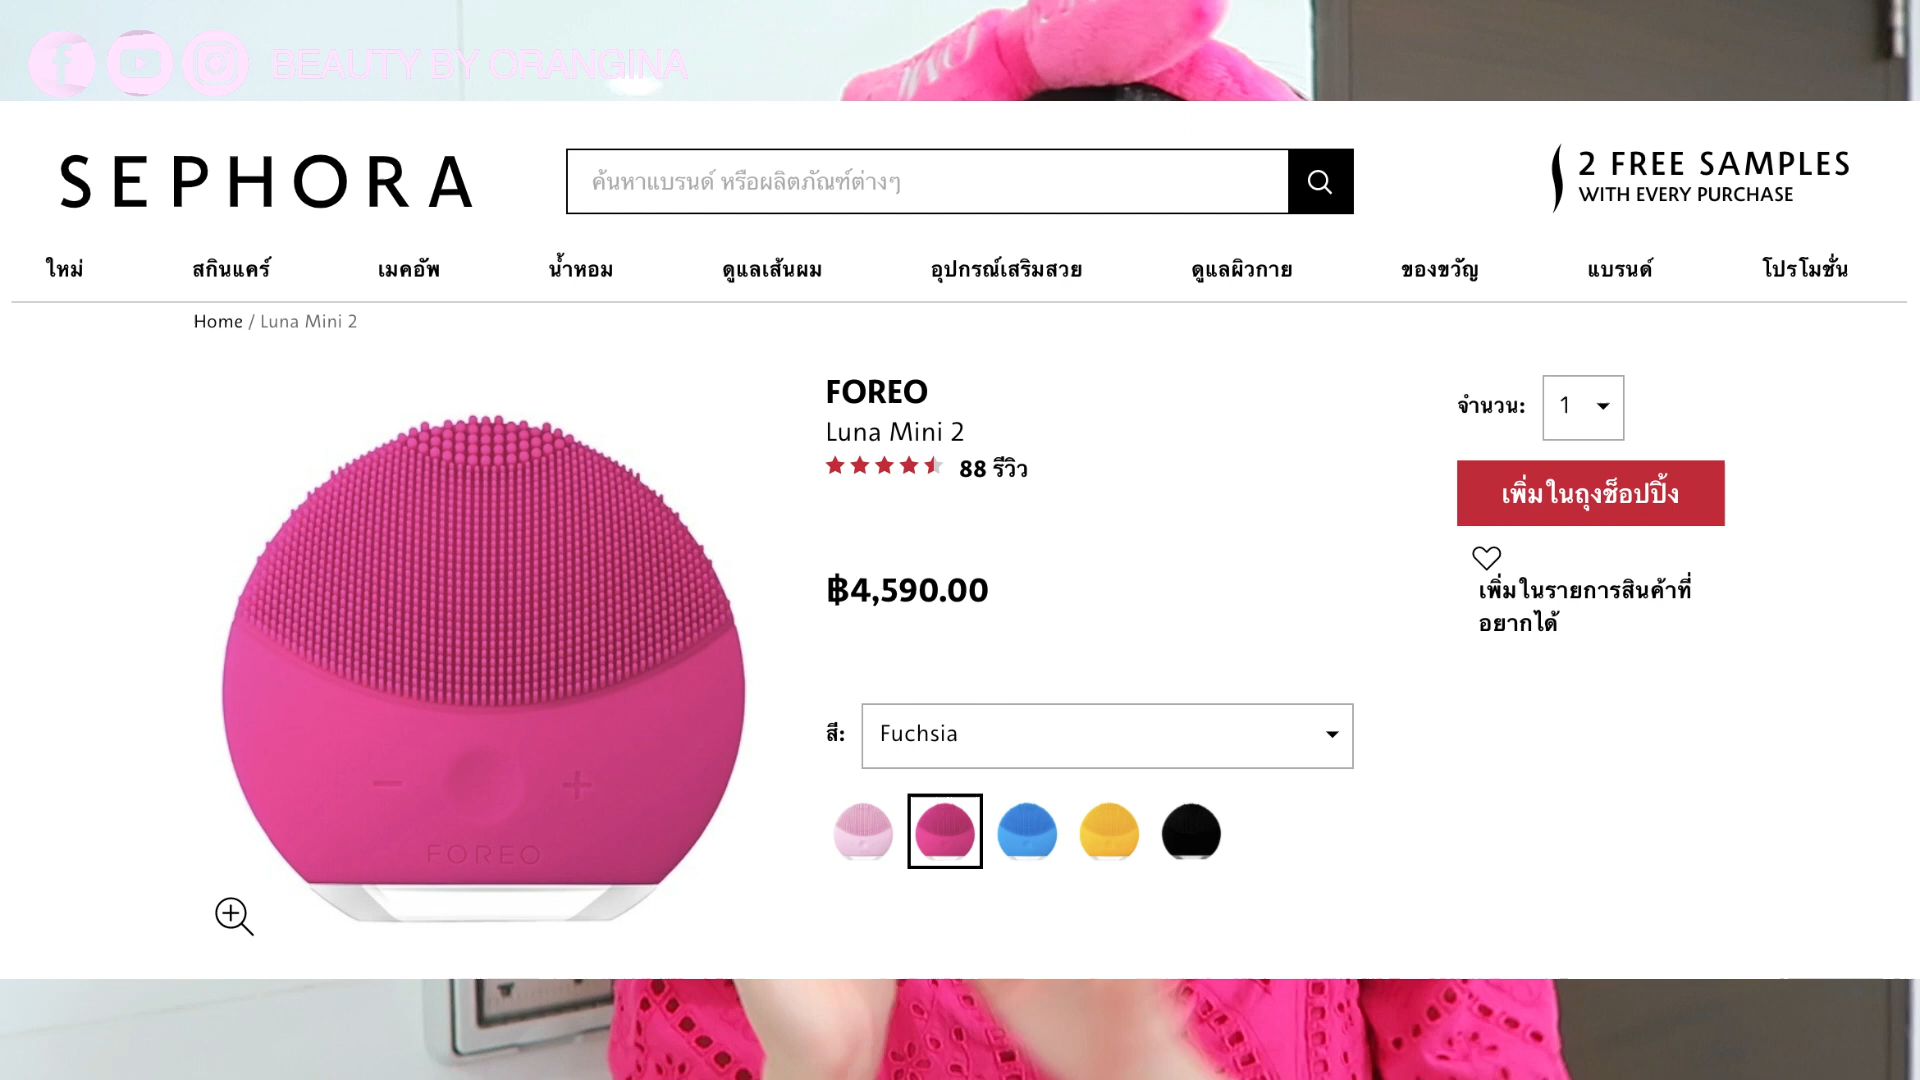 BEAUTY BY ORANGINA
SEPHORA
ค้นหาแบรนด์ หรือผลิตภัณฑ์ต่างๆ
2 FREE SAMPLES
WITH EVERY PURCHASE
ใหม่ สกินแคร์ เมคอัพ น้ำหอม ดูแลเส้นผม อุปกรณ์เสริมสวย ดูแลผิวกาย ของขวัญ แบรนด์ โปรโมชั่น
Home / Luna Mini 2
FOREO
Luna Mini 2
88 รีวิว
฿4,590.00
สี: Fuchsia
จำนวน: 1
เพิ่มในถุงช็อปปิ้ง
เพิ่มในรายการสินค้าที่
อยากได้
FOREO